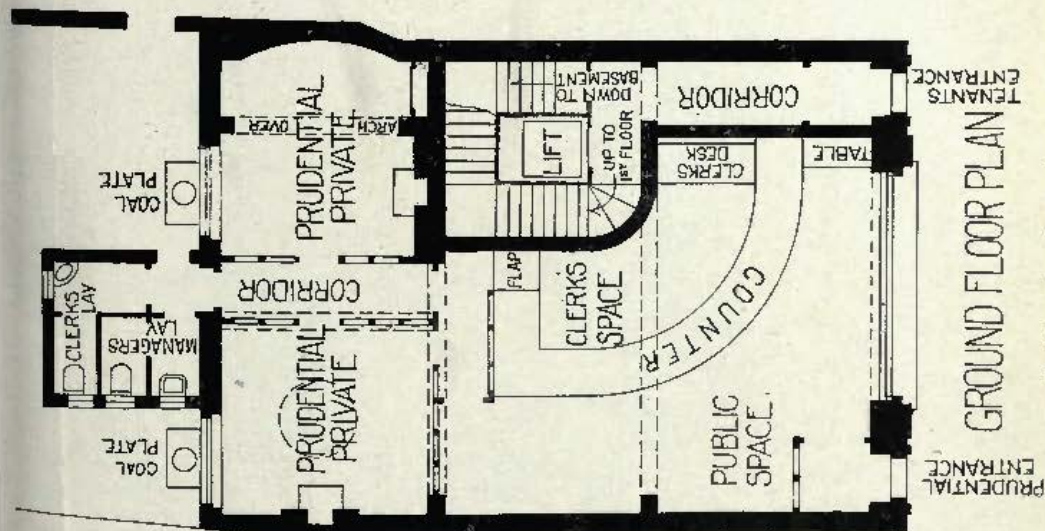 GROUND FLOOR PLAN
TENANTS
ENTRANCE
PRUDENTIAL
ENTRANCE
CORRIDOR
DOWN TO
BASEMENT
LIFT
UP TO
1ST FLOOR
CLERKS
DESK
TABLE
COUNTER
CLERKS
SPACE
FLAP
PUBLIC
SPACE.
PRUDENTIAL
PRIVATE
ARCH OVER
CORRIDOR
PRUDENTIAL
PRIVATE
COAL
PLATE
CLERKS
LAY
MANAGERS
LAV
COAL
PLATE